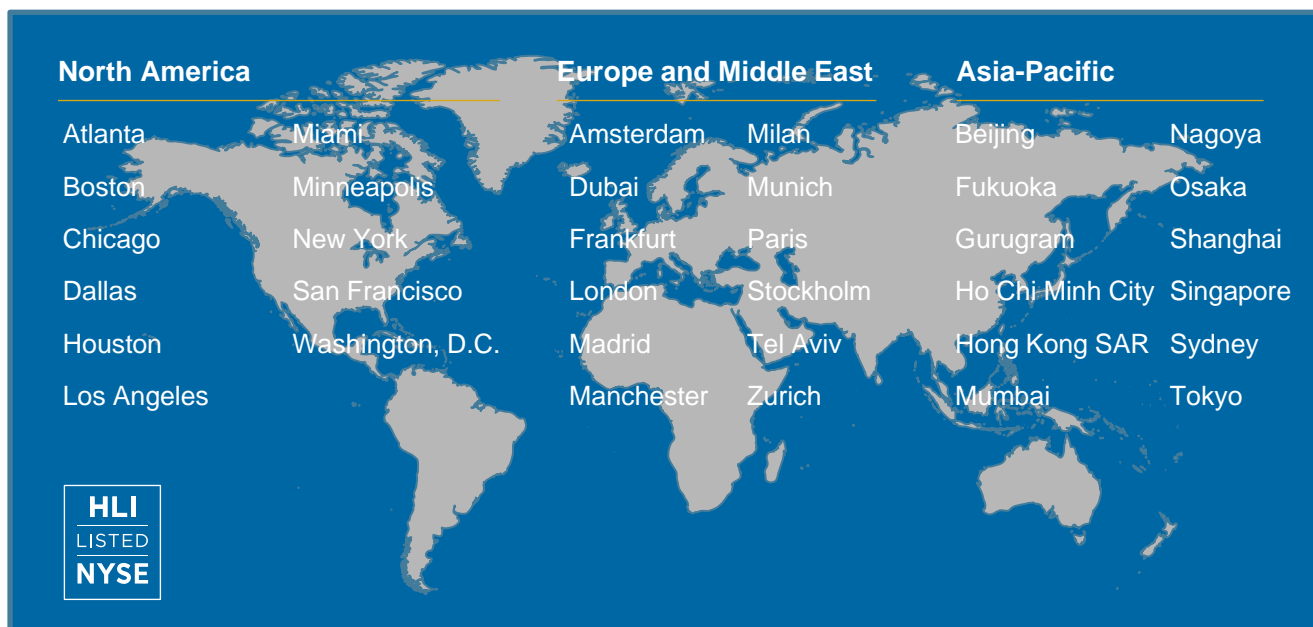 North America
Atlanta
Boston
Chicago
Dallas
Houston
Los Angeles
Miami
Minneapolis
New York
San Francisco
Washington, D.C.
Europe and Middle East
Amsterdam
Dubai
Frankfurt
London
Madrid
Manchester
Milan
Munich
Paris
Stockholm
Tel Aviv
Zurich
Asia-Pacific
Beijing
Fukuoka
Gurugram
Ho Chi Minh City
Hong Kong SAR
Mumbai
Nagoya
Osaka
Shanghai
Singapore
Sydney
Tokyo
HLI
LISTED
NYSE